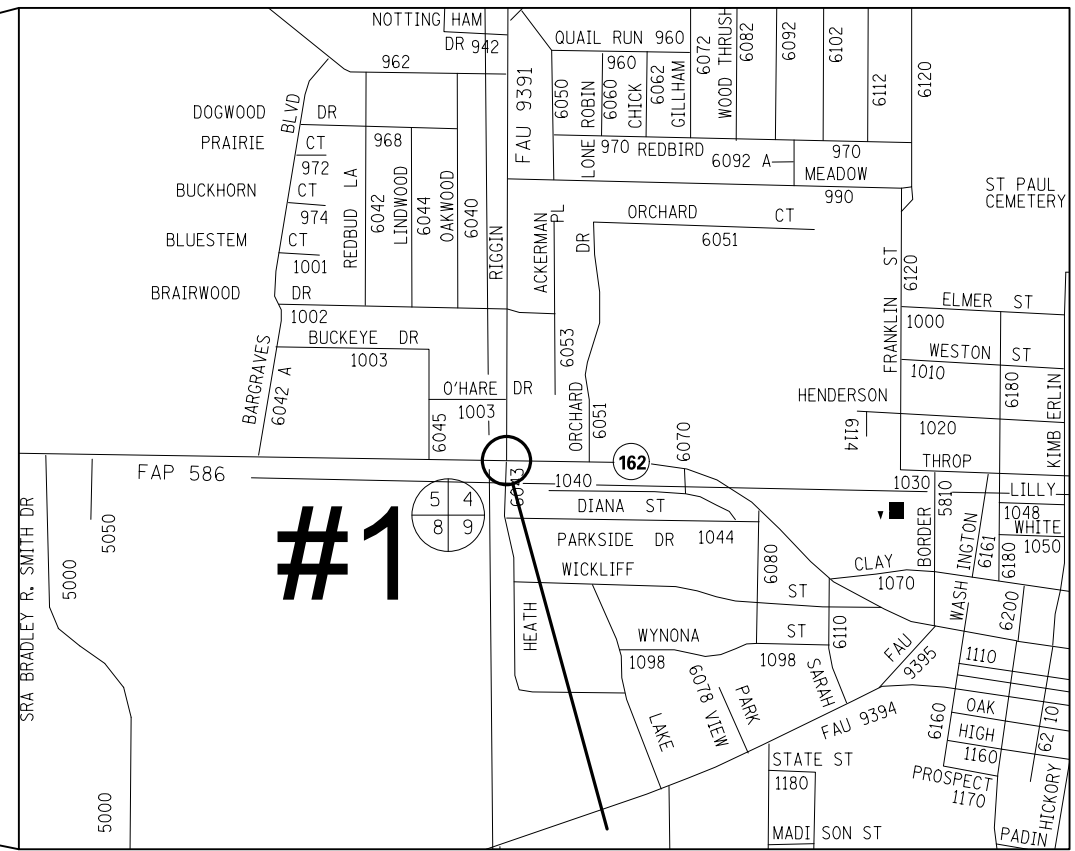 NOTTING HAM
DR 942
962
FAU 9391
QUAIL RUN 960
960
6050
LONE ROBIN
6060
CHICK
6062
GILLHAM
6072
WOOD THRUSH
6082
6092
6102
6112
6120
DOGWOOD DR
BLVD
PRAIRIE CT
972
BUCKHORN CT
974
BLUESTEM CT
1001
BRAIRWOOD DR
1002
968
REDBUD LA
6042
LINDWOOD
6044
OAKWOOD
6040
RIGGIN
970 REDBIRD
6092 A
970
MEADOW
990
ST PAUL
CEMETERY
ACKERMAN PL
ORCHARD CT
6051
DR
FRANKLIN ST
6120
ELMER ST
1000
WESTON ST
1010
BUCKEYE DR
1003
BARGRAVES
6042 A
O'HARE DR
1003
6045
6053
ORCHARD
6051
HENDERSON
6114
1020
6180
KIMB ERLIN
THROP
FAP 586
162
6070
1040
1030
6043
5 4
8 9
#1
DIANA ST
PARKSIDE DR 1044
WICKLIFF ST
6080
BORDER
5810
WASH INGTON
6161
6180
LILLY
1048
WHITE
1050
CLAY
1070
SRA BRADLEY R. SMITH DR
5000
5050
5000
HEATH
WYNONA ST
1098
1098
6110
SARAH
FAU 9395
6200
LAKE
6078 VIEW
PARK
FAU 9394
1110
6160
OAK
HIGH
1160
62 10
PROSPECT
1170
HICKORY
STATE ST
1180
MADI SON ST
PADIN